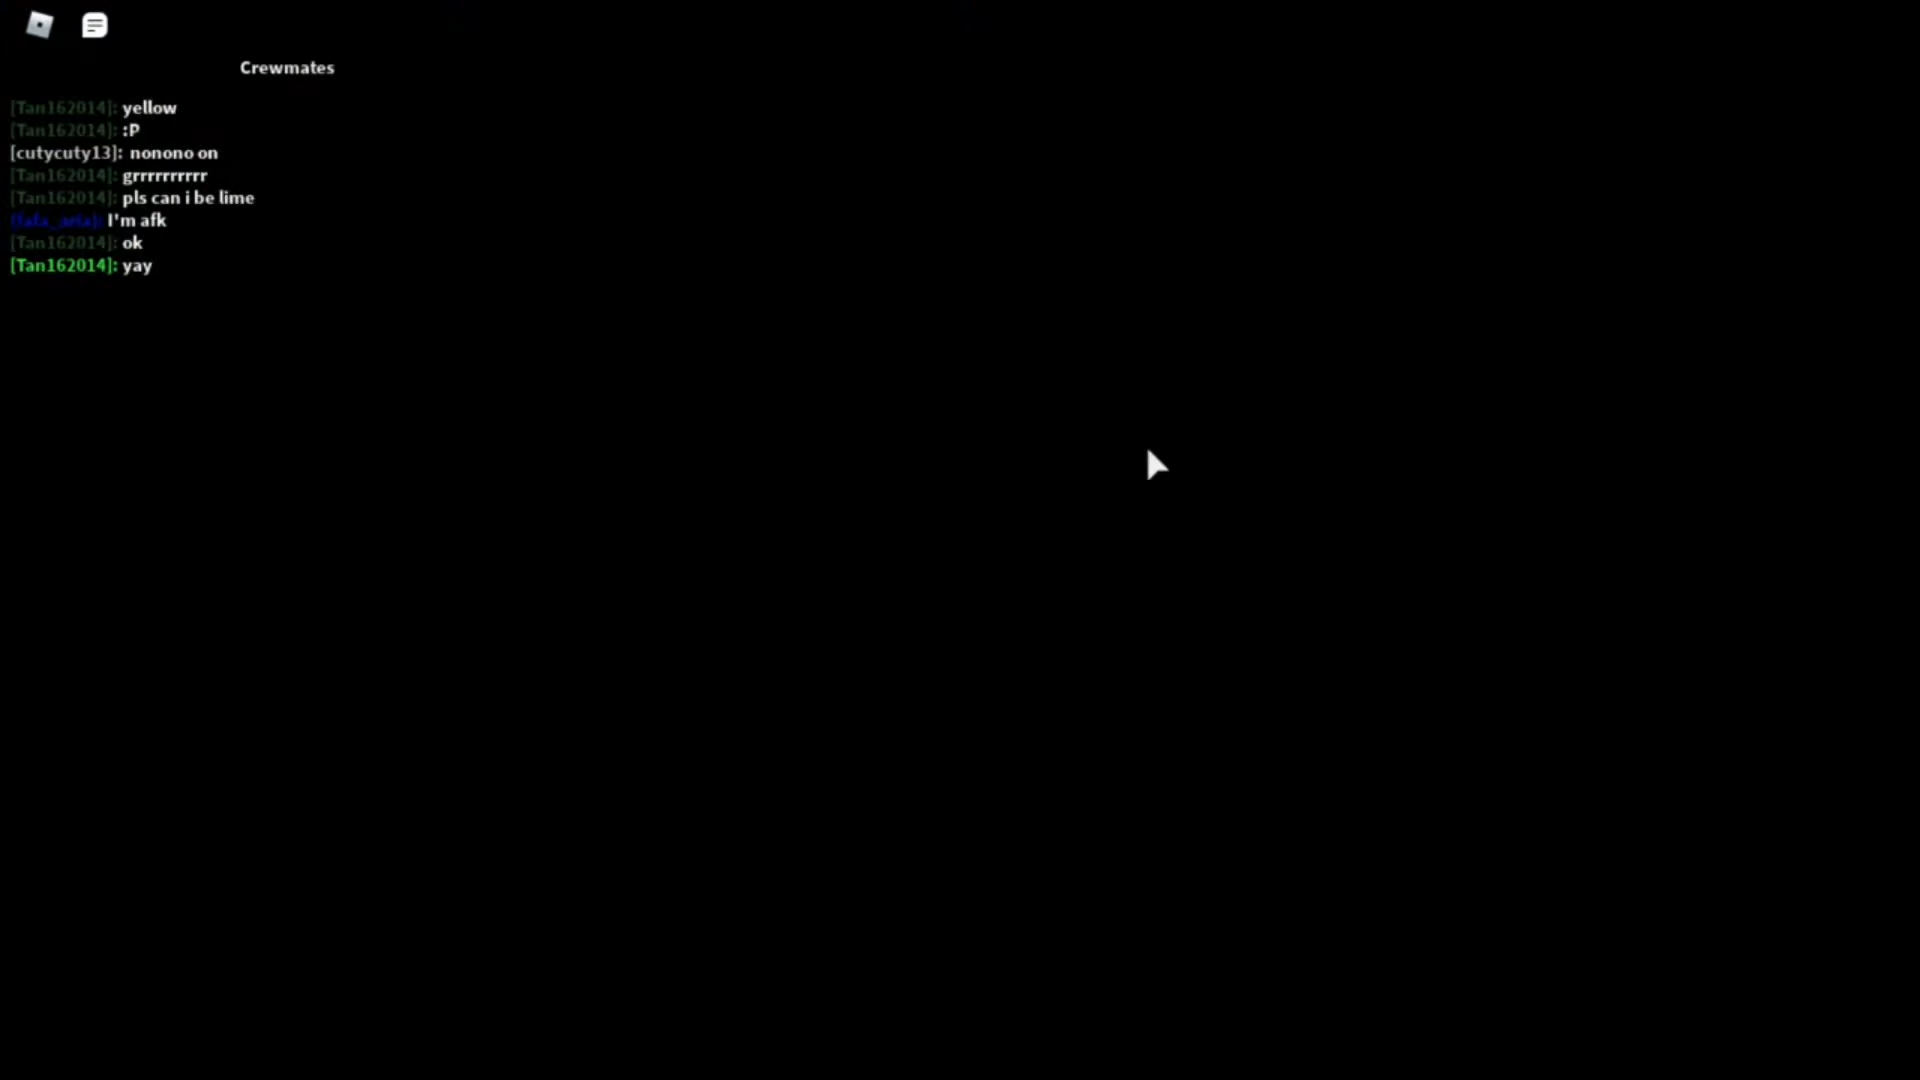 Crewmates
[Tan162014]: yellow
[Tan162014]: :P
[cutycuty13]: nonono on
[Tan162014]: grrrrrrrrrr
[Tan162014]: pls can i be lime
I'm afk
[Tan162014]: ok
[Tan162014]: yay